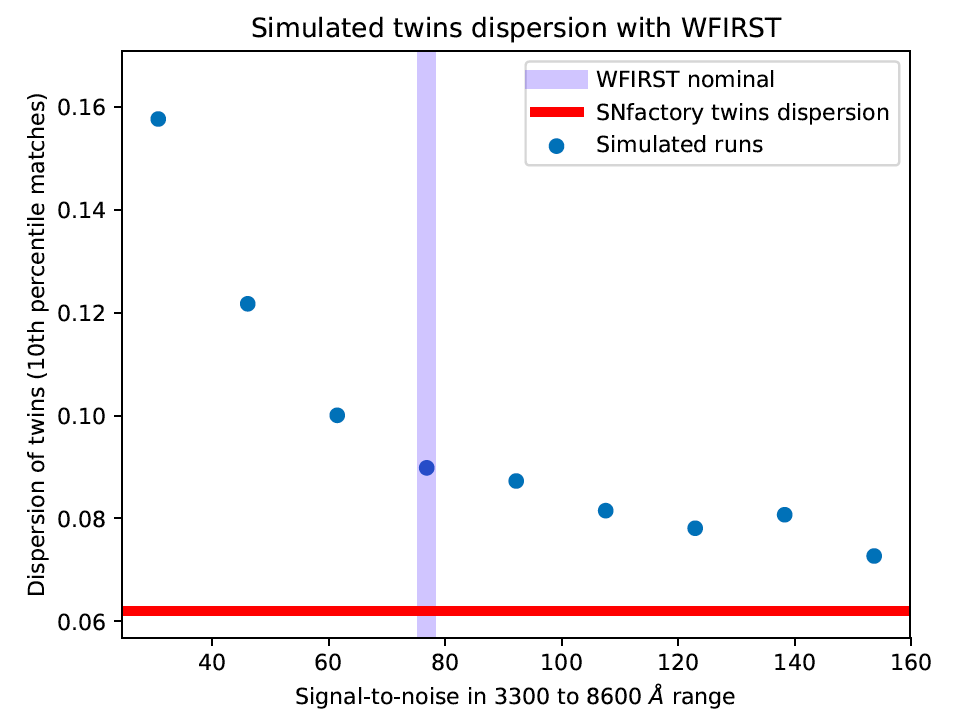 Simulated twins dispersion with WFIRST
WFIRST nominal
SNfactory twins dispersion
Simulated runs
Dispersion of twins (10th percentile matches)
0.16
0.14
0.12
0.10
0.08
0.06
40 60 80 100 120 140 160
Signal-to-noise in 3300 to 8600 Å range